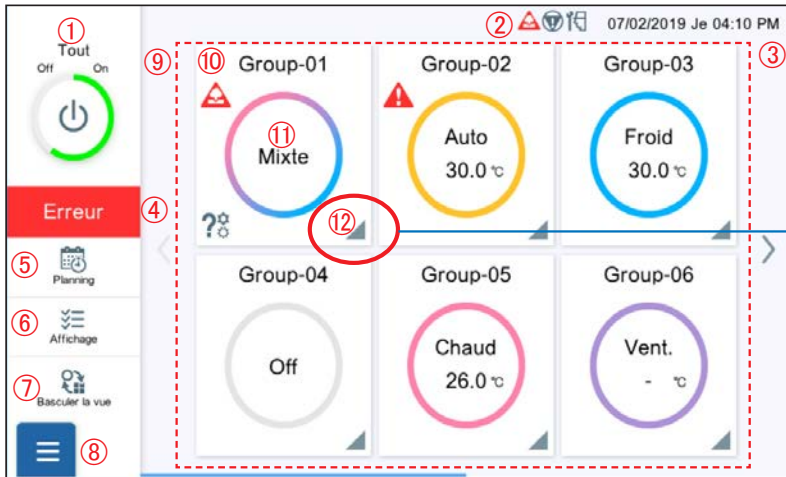 ①
Tout
Off On
Erreur
④
⑤
Planning
⑥
Affichage
⑦
Basculer la vue
⑧
② 07/02/2019 Je 04:10 PM
⑨ ③
⑩ Group-01
⑪
Mixte
?
⑫
Group-02
Auto
30.0 °C
Group-03
Froid
30.0 °C
Group-04
Off
Group-05
Chaud
26.0 °C
Group-06
Vent.
- °C